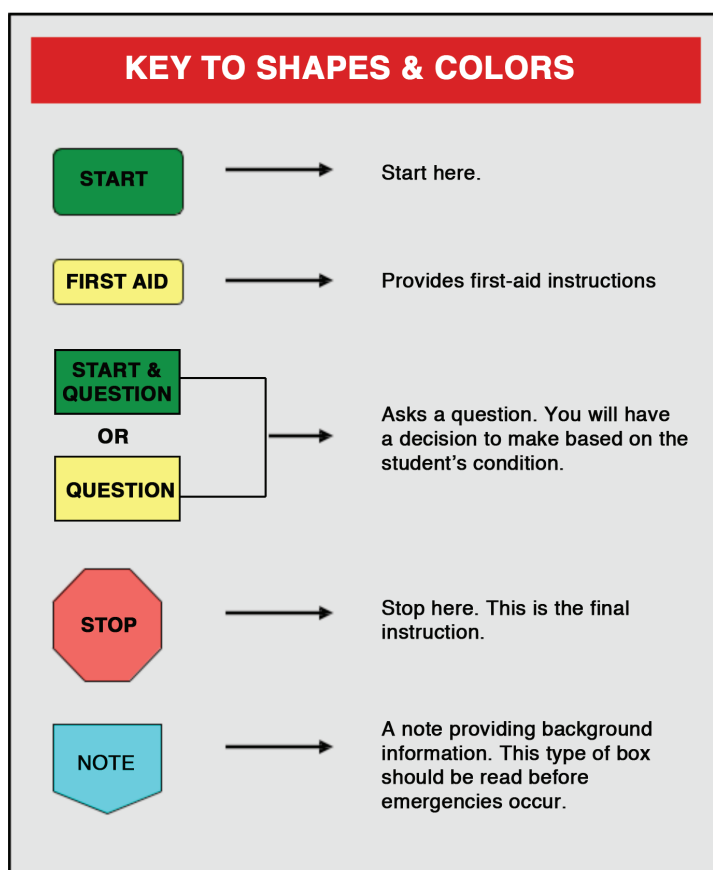 KEY TO SHAPES & COLORS
START
Start here.
FIRST AID
Provides first-aid instructions
START &
QUESTION
OR
QUESTION
Asks a question. You will have
a decision to make based on the
student’s condition.
STOP
Stop here. This is the final
instruction.
NOTE
A note providing background
information. This type of box
should be read before
emergencies occur.